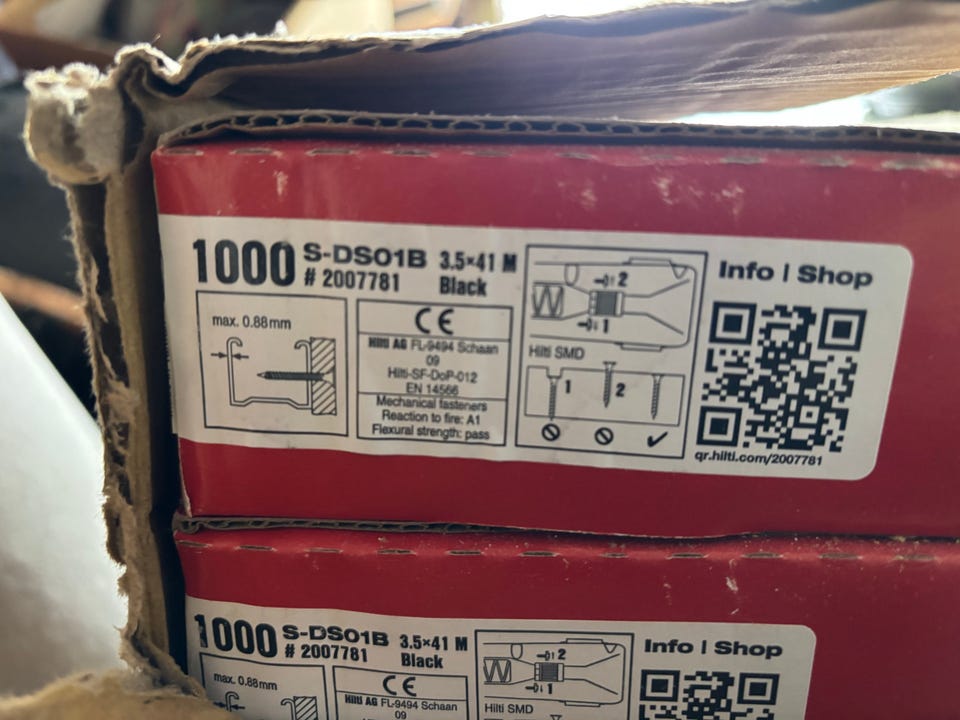 1000 S-DS01B 3.5×41 M
# 2007781 Black
max. 0.88mm
CE
Hilti AG FL-9494 Schaan
09
Hilti-SF-DoP-012
EN 14566
Mechanical fasteners
Reaction to fire: A1
Flexural strength: pass
2
1
Hilti SMD
1 2
Info | Shop
qr.hilti.com/2007781
1000 S-DS01B 3.5×41 M
# 2007781 Black
max. 0.88mm
CE
Hilti AG FL-9494 Schaan
09
2
1
Hilti SMD
Info | Shop